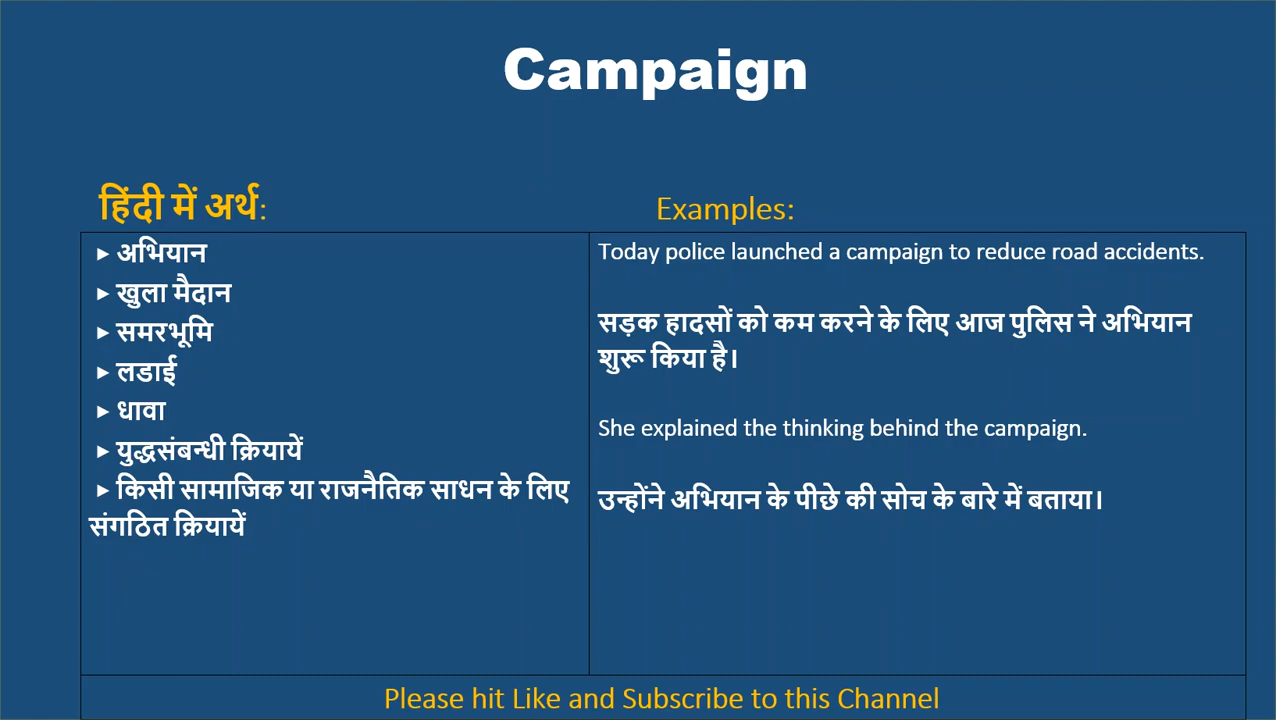 Campaign
हिंदी में अर्थ:
Examples:
▸ अभियान
▸ खुला मैदान
▸ समरभूमि
▸ लडाई
▸ धावा
▸ युद्धसंबन्धी क्रियायें
▸ किसी सामाजिक या राजनैतिक साधन के लिए
संगठित क्रियायें
Today police launched a campaign to reduce road accidents.
सड़क हादसों को कम करने के लिए आज पुलिस ने अभियान
शुरू किया है।
She explained the thinking behind the campaign.
उन्होंने अभियान के पीछे की सोच के बारे में बताया।
Please hit Like and Subscribe to this Channel